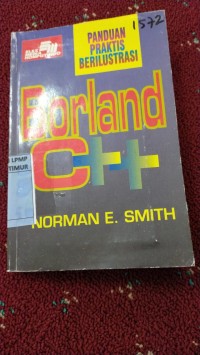 PANDUAN
PRAKTIS
BERILUSTRASI
1572
Borland
C++
LPMP
TIMUR
NORMAN E. SMITH